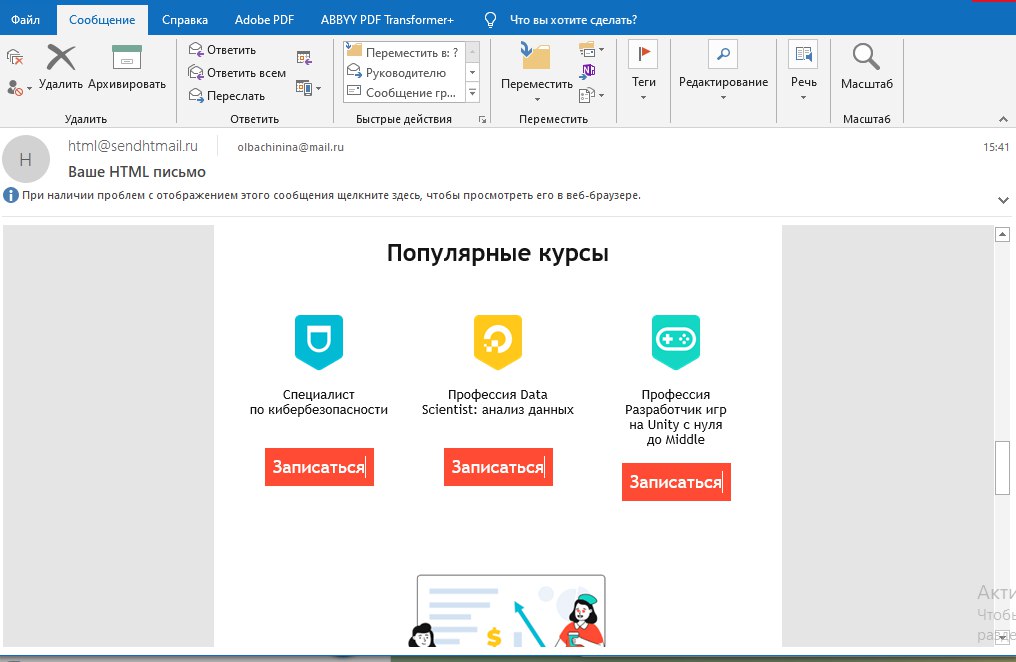 Файл Сообщение Справка Adobe PDF ABBYY PDF Transformer+ Что вы хотите сделать?
Удалить Архивировать
Ответить
Ответить всем
Переслать
Переместить в: ?
Руководителю
Сообщение гр...
Переместить
Теги
Редактирование
Речь
Масштаб
Удалить Ответить Быстрые действия Переместить Масштаб
H
html@sendhtmail.ru olbachinina@mail.ru 15:41
Ваше HTML письмо
При наличии проблем с отображением этого сообщения щелкните здесь, чтобы просмотреть его в веб-браузере.
Популярные курсы
Специалист
по кибербезопасности
Записаться
Профессия Data
Scientist: анализ данных
Записаться
Профессия
Разработчик игр
на Unity с нуля
до Middle
Записаться
$
Акти
Чтобы